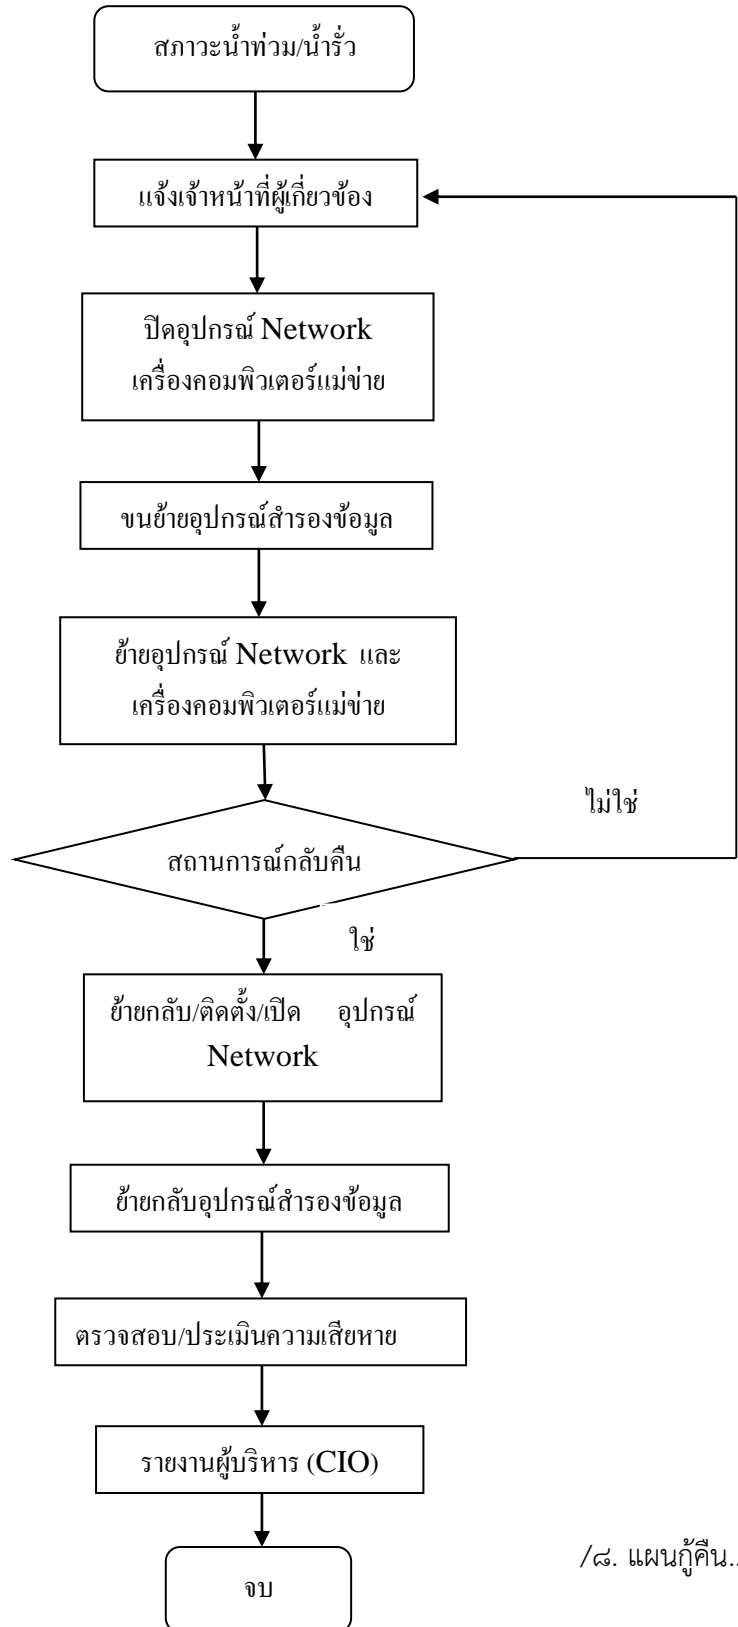 สภาวะน้ำท่วม/น้ำรั่ว
แจ้งเจ้าหน้าที่ผู้เกี่ยวข้อง
ปิดอุปกรณ์ Network
เครื่องคอมพิวเตอร์แม่ข่าย
ขนย้ายอุปกรณ์สำรองข้อมูล
ย้ายอุปกรณ์ Network และ
เครื่องคอมพิวเตอร์แม่ข่าย
ไม่ใช่
สถานการณ์กลับคืน
ใช่
ย้ายกลับ/ติดตั้ง/เปิด อุปกรณ์
Network
ย้ายกลับอุปกรณ์สำรองข้อมูล
ตรวจสอบ/ประเมินความเสียหาย
รายงานผู้บริหาร (CIO)
/๘. แผนกู้คืน..
จบ